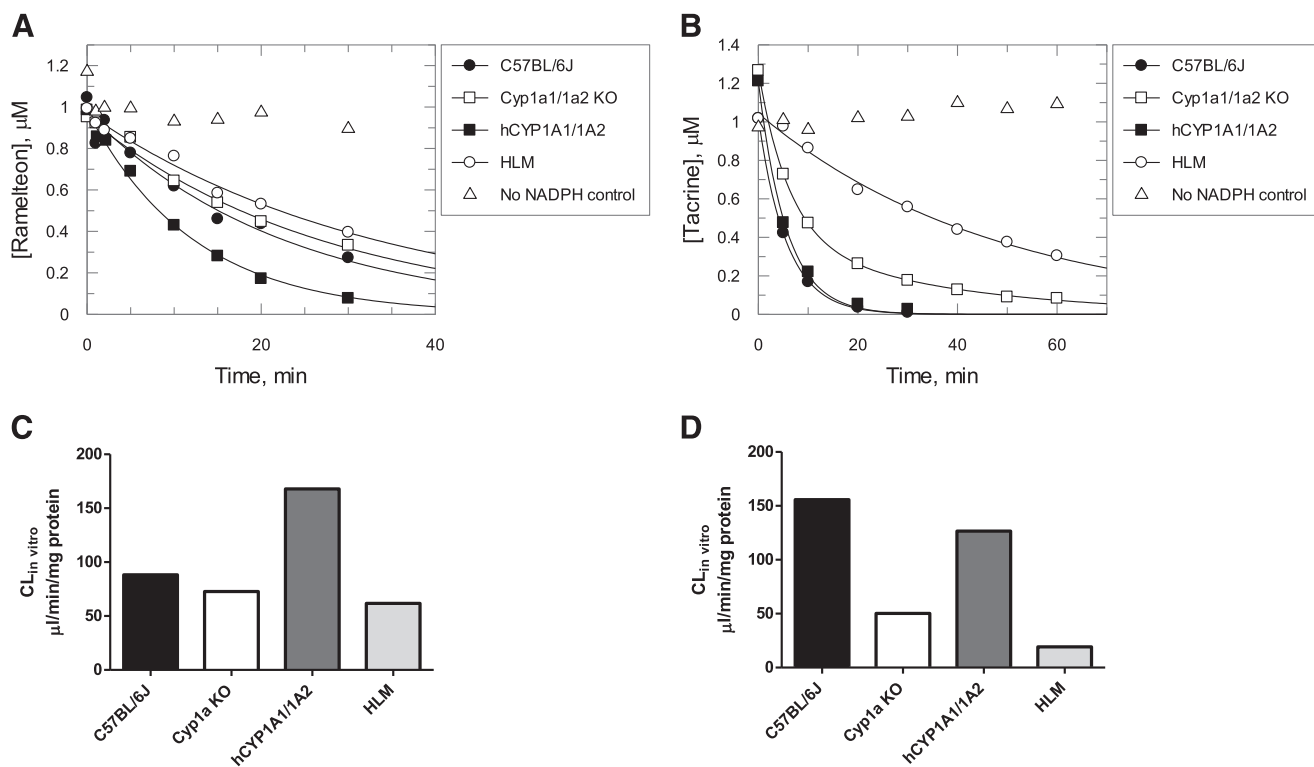 A
[Ramelteon], μM
1.2
1
0.8
0.6
0.4
0.2
0
0
20
40
Time, min
C57BL/6J
Cyp1a1/1a2 KO
hCYP1A1/1A2
HLM
No NADPH control
B
[Tacrine], μM
1.4
1.2
1
0.8
0.6
0.4
0.2
0
0
20
40
60
Time, min
C57BL/6J
Cyp1a1/1a2 KO
hCYP1A1/1A2
HLM
No NADPH control
C
CLin vitro
μl/min/mg protein
200
150
100
50
0
C57BL/6J
Cyp1a KO
hCYP1A1/1A2
HLM
D
CLin vitro
μl/min/mg protein
200
150
100
50
0
C57BL/6J
Cyp1a KO
hCYP1A1/1A2
HLM